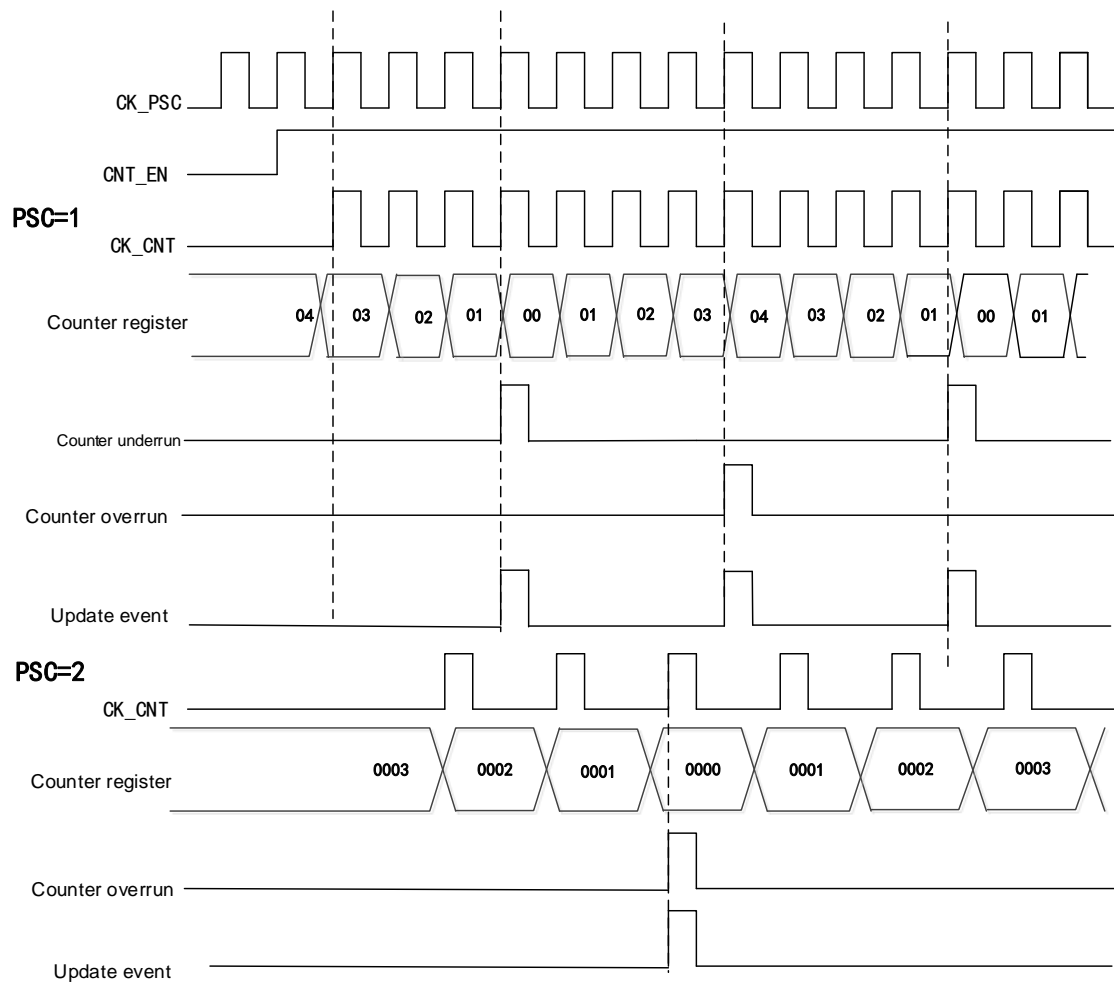 CK_PSC
CNT_EN
PSC=1
CK_CNT
Counter register 04 03 02 01 00 01 02 03 04 03 02 01 00 01
Counter underrun
Counter overrun
Update event
PSC=2
CK_CNT
Counter register 0003 0002 0001 0000 0001 0002 0003
Counter overrun
Update event